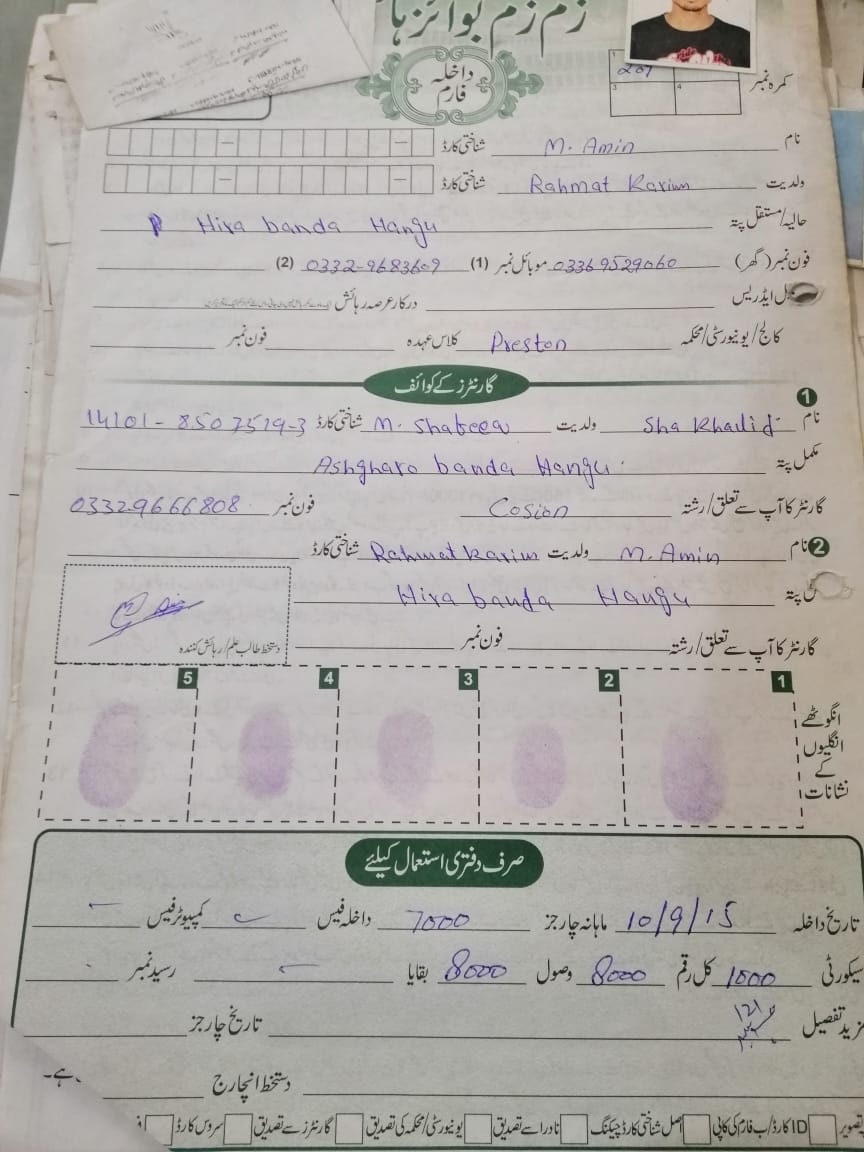 زم زم بوائز ہا
داخلہ فارم
کمرہ نمبر 1 201 3 4
نام M. Amin شناختی کارڈ
ولدیت Rahmat Karim شناختی کارڈ
حالیہ/مستقل پتہ Hira banda Hangu
فون نمبر (گھر) 03369529060 موبائل نمبر (1) 0332-9683609 (2)
ل ایڈریس درکار عرصہ رہائش
کالج/یونیورسٹی/محکمہ Preston کلاس عہدہ فون نمبر
گارنٹرز کے کوائف
1 نام Sha Khalid ولدیت M. Shabeer شناختی کارڈ 14101-8507519-3
مکمل پتہ Ashgharo banda Hangu
گارنٹر کا آپ سے تعلق/رشتہ Cosion فون نمبر 0332-9666808
2 نام M. Amin ولدیت Rahmat Karim شناختی کارڈ
پتہ Hira banda Hangu
گارنٹر کا آپ سے تعلق/رشتہ فون نمبر
دستخط طالب علم/رہائش کنندہ
1 2 3 4 5
انگوٹھے
انگلیوں
کے
نشانات
صرف دفتری استعمال کیلئے
تاریخ داخلہ 10/9/15 ماہانہ چارجز 7000 داخلہ فیس کمپیوٹر فیس
سیکورٹی 1000 کل رقم 8000 وصول 8000 بقایا رسید نمبر
مزید تفصیل تاریخ چارجز
دستخط انچارج ہے۔
تصویر ID کارڈ/ب فارم کی کاپی اصل شناختی کارڈ چیکنگ نادرا سے تصدیق یونیورسٹی/محکمہ کی تصدیق گارنٹرز سے تصدیق سروس کارڈ